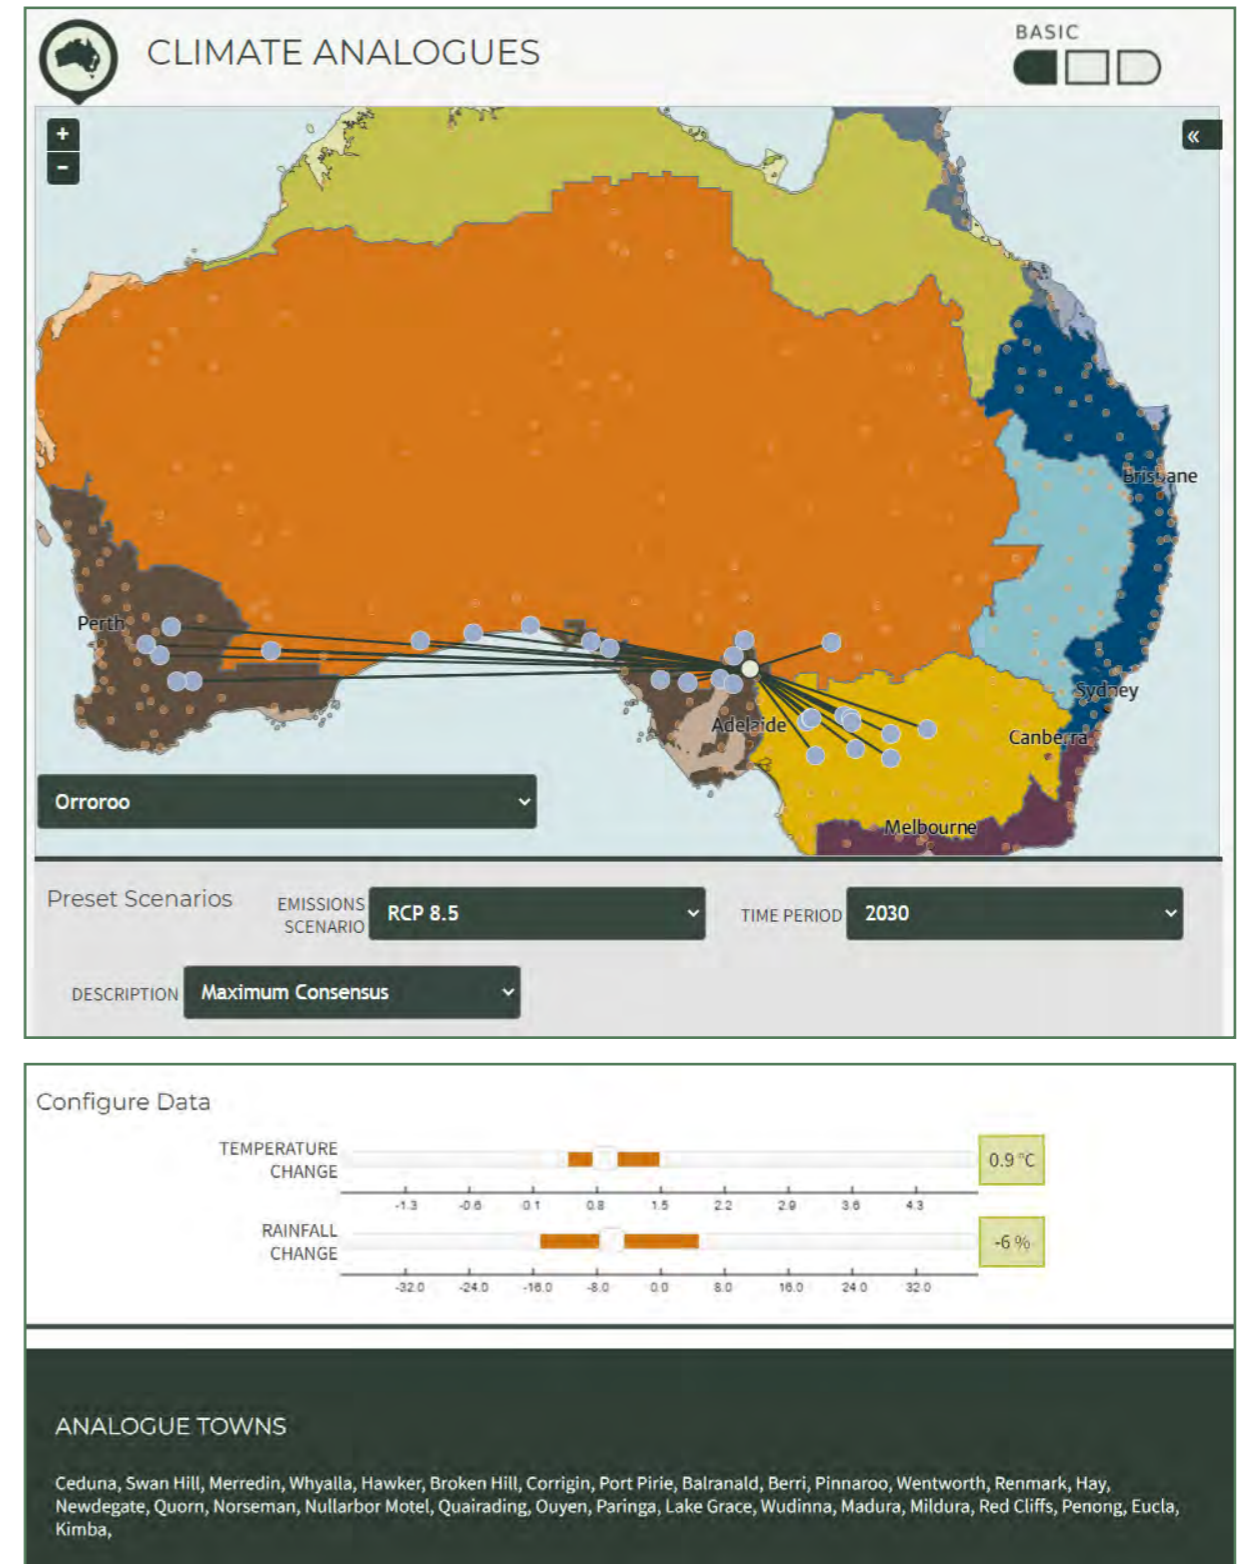 CLIMATE ANALOGUES
BASIC
+
-
«
Brisbane
Perth
Sydney
Adelaide
Canberra
Orroroo
Melbourne
Preset Scenarios
EMISSIONS
SCENARIO
RCP 8.5
TIME PERIOD
2030
DESCRIPTION
Maximum Consensus
Configure Data
TEMPERATURE
CHANGE
0.9 °C
-1.3 -0.6 0.1 0.8 1.5 2.2 2.9 3.6 4.3
RAINFALL
CHANGE
-6 %
-32.0 -24.0 -16.0 -8.0 0.0 8.0 16.0 24.0 32.0
ANALOGUE TOWNS
Ceduna, Swan Hill, Merredin, Whyalla, Hawker, Broken Hill, Corrigin, Port Pirie, Balranald, Berri, Pinnaroo, Wentworth, Renmark, Hay,
Newdegate, Quorn, Norseman, Nullarbor Motel, Quairading, Ouyen, Paringa, Lake Grace, Wudinna, Madura, Mildura, Red Cliffs, Penong, Eucla,
Kimba,